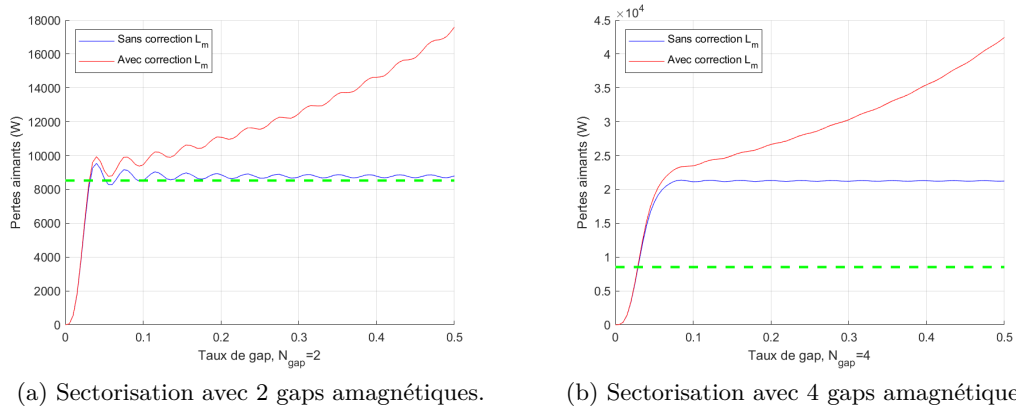 18000
16000
14000
12000
10000
8000
6000
4000
2000
0
Pertes aimants (W)
Sans correction L_m
Avec correction L_m
0 0.1 0.2 0.3 0.4 0.5
Taux de gap, N_gap=2
(a) Sectorisation avec 2 gaps amagnétiques.
× 10^4
4.5
4
3.5
3
2.5
2
1.5
1
0.5
0
Pertes aimants (W)
Sans correction L_m
Avec correction L_m
0 0.1 0.2 0.3 0.4 0.5
Taux de gap, N_gap=4
(b) Sectorisation avec 4 gaps amagnétique